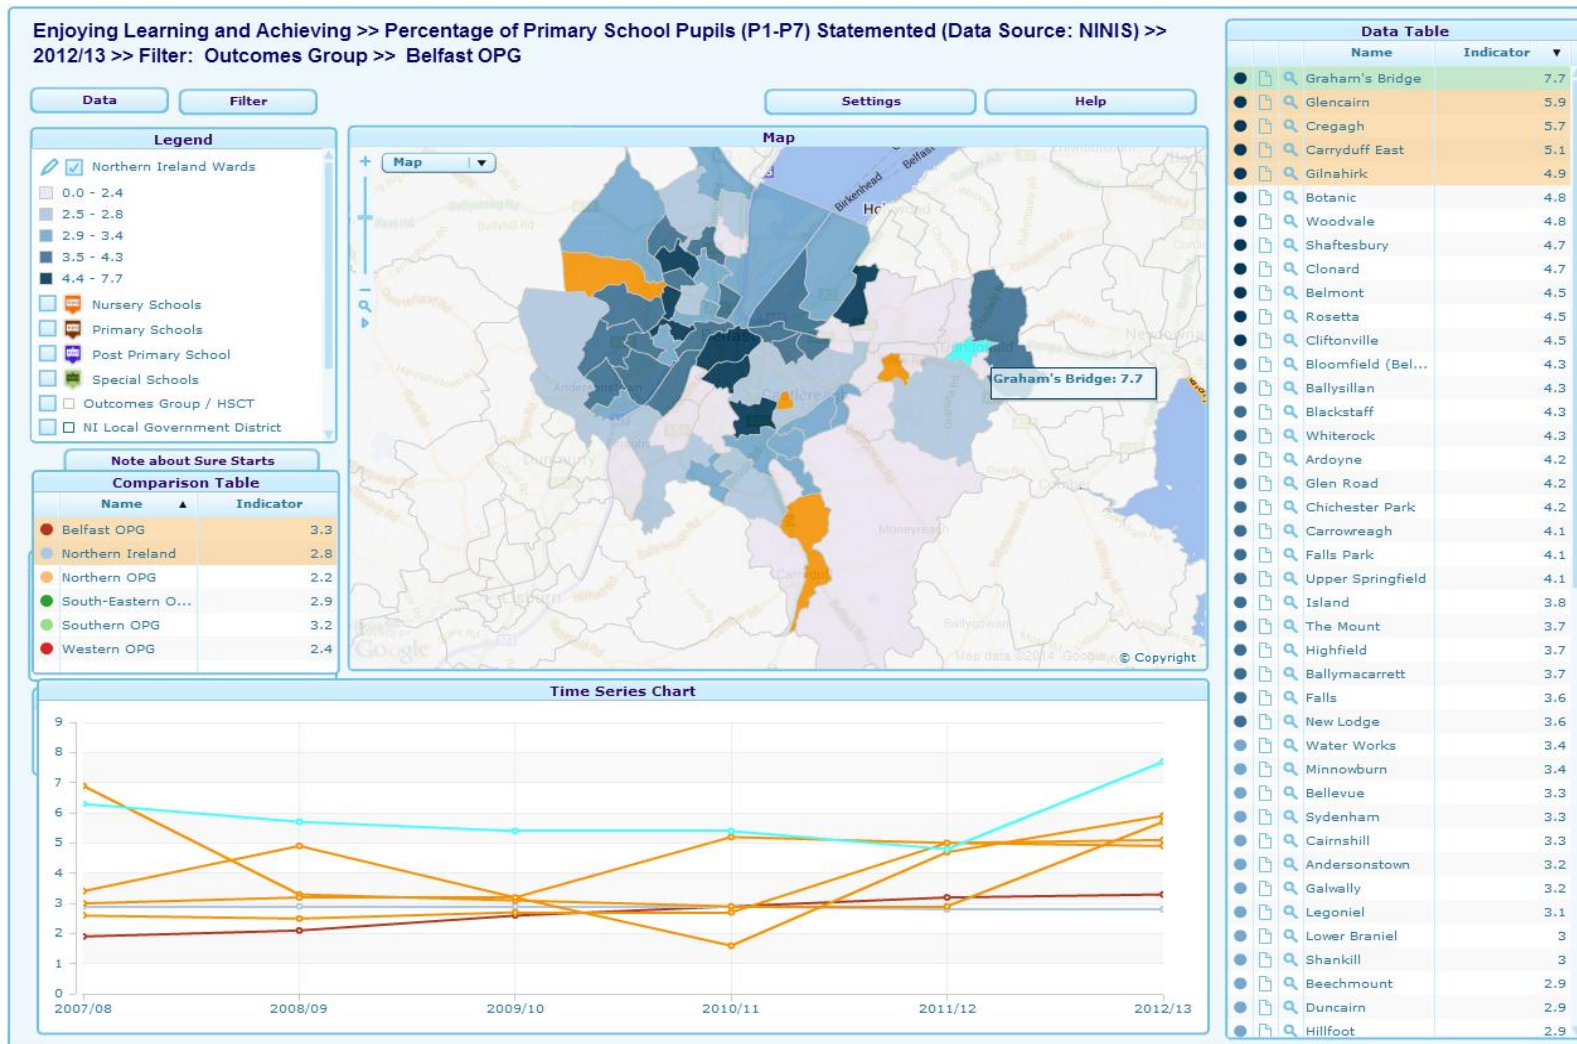 Enjoying Learning and Achieving >> Percentage of Primary School Pupils (P1-P7) Statemented (Data Source: NINIS) >>
2012/13 >> Filter: Outcomes Group >> Belfast OPG
Data
Filter
Settings
Help
Legend
Northern Ireland Wards
0.0 - 2.4
2.5 - 2.8
2.9 - 3.4
3.5 - 4.3
4.4 - 7.7
Nursery Schools
Primary Schools
Post Primary School
Special Schools
Outcomes Group / HSCT
NI Local Government District
Note about Sure Starts
Comparison Table
Name Indicator
Belfast OPG 3.3
Northern Ireland 2.8
Northern OPG 2.2
South-Eastern O... 2.9
Southern OPG 3.2
Western OPG 2.4
Map
Map
Birkenhead
Belfast
Graham's Bridge: 7.7
Dunmurry
Andersonstown
Moneyreagh
Comber
Lisburn
Ballygowan
Google
Map data ©2014 Google
© Copyright
Time Series Chart
9
8
7
6
5
4
3
2
1
0
2007/08 2008/09 2009/10 2010/11 2011/12 2012/13
Data Table
Name Indicator
Graham's Bridge 7.7
Glencairn 5.9
Cregagh 5.7
Carryduff East 5.1
Gilnahirk 4.9
Botanic 4.8
Woodvale 4.8
Shaftesbury 4.7
Clonard 4.7
Belmont 4.5
Rosetta 4.5
Cliftonville 4.5
Bloomfield (Bel... 4.3
Ballysillan 4.3
Blackstaff 4.3
Whiterock 4.3
Ardoyne 4.2
Glen Road 4.2
Chichester Park 4.2
Carrowreagh 4.1
Falls Park 4.1
Upper Springfield 4.1
Island 3.8
The Mount 3.7
Highfield 3.7
Ballymacarrett 3.7
Falls 3.6
New Lodge 3.6
Water Works 3.4
Minnowburn 3.4
Bellevue 3.3
Sydenham 3.3
Cairnshill 3.3
Andersonstown 3.2
Galwally 3.2
Legoniel 3.1
Lower Braniel 3
Shankill 3
Beechmount 2.9
Duncairn 2.9
Hillfoot 2.9